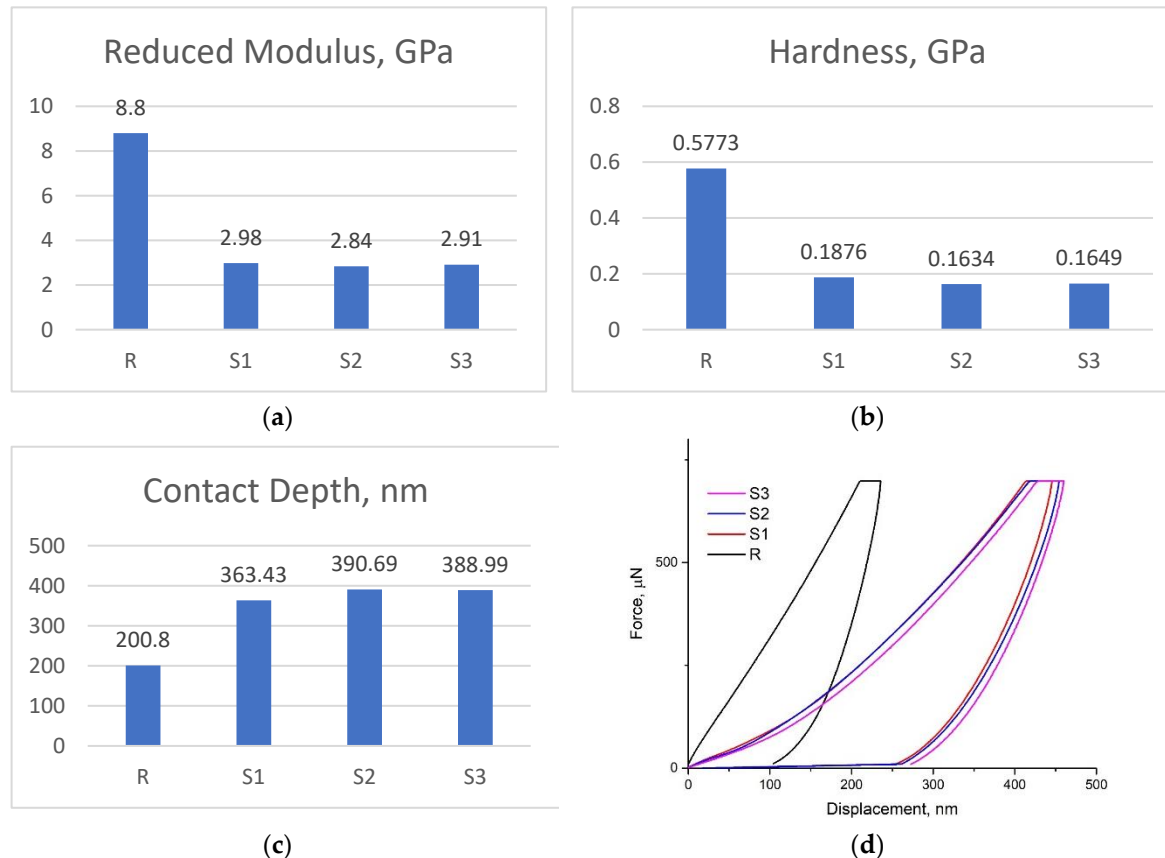 Reduced Modulus, GPa
10
8
6
4
2
0
8.8
2.98
2.84
2.91
R
S1
S2
S3
(a)
Hardness, GPa
0.8
0.6
0.4
0.2
0
0.5773
0.1876
0.1634
0.1649
R
S1
S2
S3
(b)
Contact Depth, nm
500
400
300
200
100
0
200.8
363.43
390.69
388.99
R
S1
S2
S3
(c)
S3
S2
S1
R
Force, μN
500
0
0
100
200
300
400
500
Displacement, nm
(d)